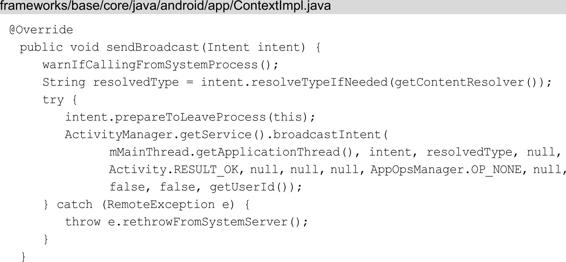 frameworks/base/core/java/android/app/ContextImpl.java
@Override
public void sendBroadcast(Intent intent) {
warnIfCallingFromSystemProcess();
String resolvedType = intent.resolveTypeIfNeeded(getContentResolver());
try {
intent.prepareToLeaveProcess(this);
ActivityManager.getService().broadcastIntent(
mMainThread.getApplicationThread(), intent, resolvedType, null,
Activity.RESULT_OK, null, null, null, AppOpsManager.OP_NONE, null,
false, false, getUserId());
} catch (RemoteException e) {
throw e.rethrowFromSystemServer();
}
}